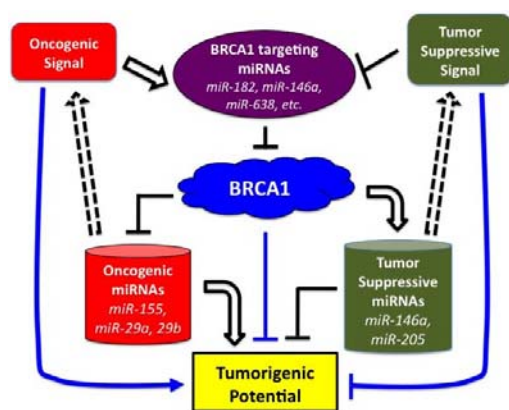 Oncogenic
Signal
BRCA1 targeting
miRNAs
miR-182, miR-146a,
miR-638, etc.
Tumor
Suppressive
Signal
BRCA1
Oncogenic
miRNAs
miR-155,
miR-29a, 29b
Tumor
Suppressive
miRNAs
miR-146a,
miR-205
Tumorigenic
Potential